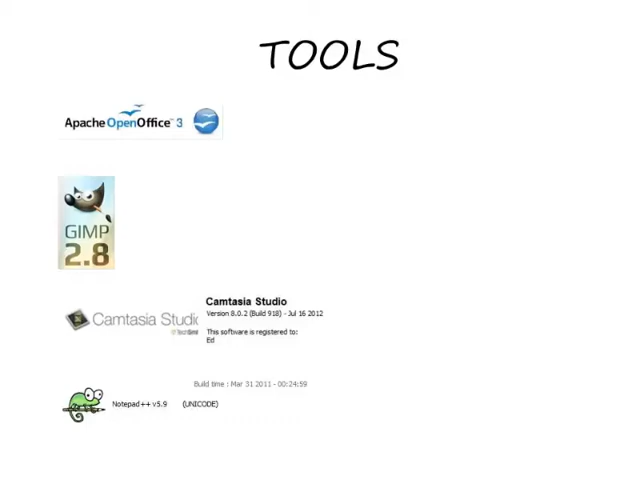 TOOLS
Apache OpenOffice™ 3
GIMP
2.8
Camtasia Studio
Version 8.0.2 (Build 918) - Jul 16 2012
Camtasia Studio
This software is registered to:
Ed
Build time : Mar 31 2011 - 00:24:59
Notepad++ v5.9 (UNICODE)